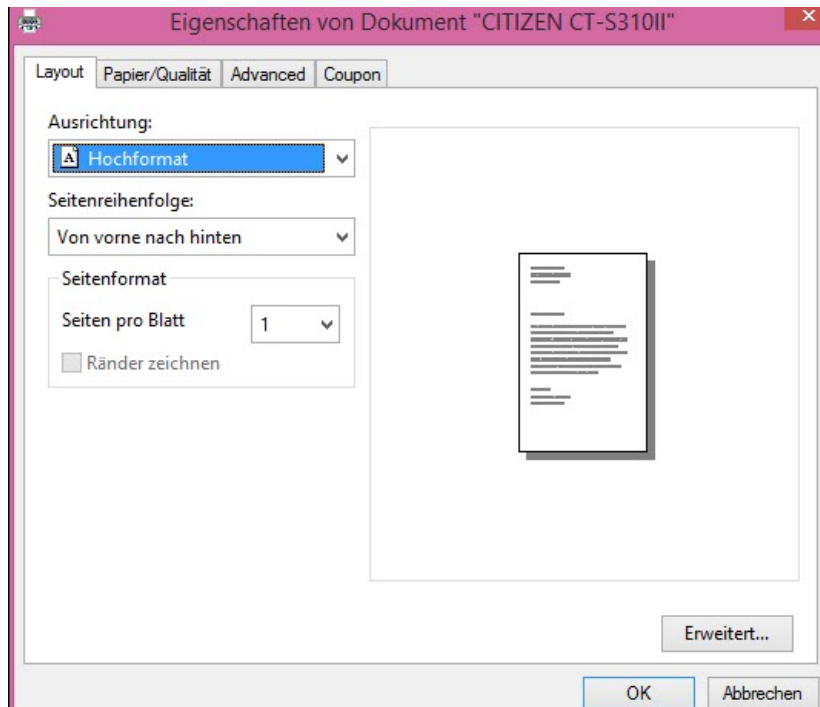 Eigenschaften von Dokument "CITIZEN CT-S310II"
Layout Papier/Qualität Advanced Coupon
Ausrichtung:
Hochformat
Seitenreihenfolge:
Von vorne nach hinten
Seitenformat
Seiten pro Blatt 1
Ränder zeichnen
Erweitert...
OK Abbrechen